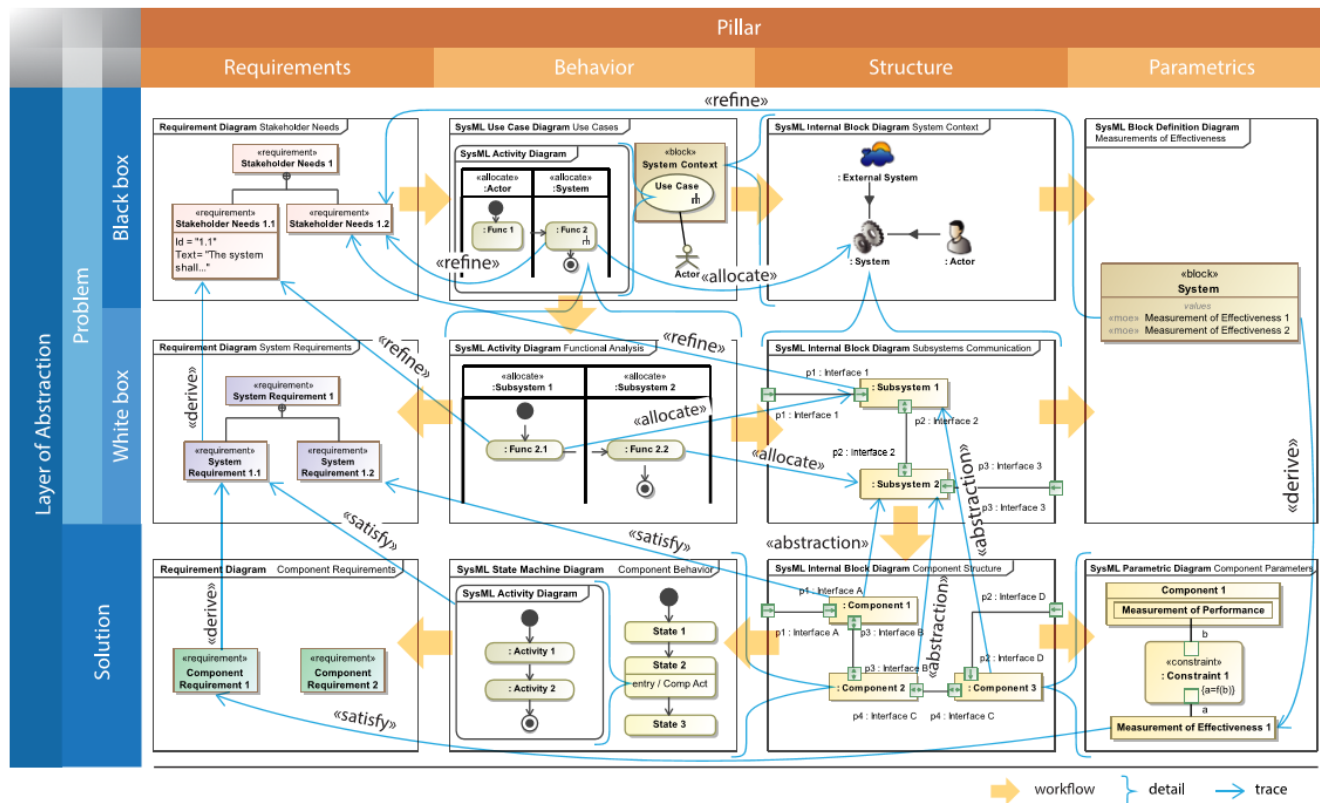 Pillar
Requirements
Behavior
Structure
Parametrics
Layer of Abstraction
Problem
Black box
White box
Solution
«refine»
Requirement Diagram Stakeholder Needs
«requirement»
Stakeholder Needs 1
«requirement»
Stakeholder Needs 1.1
Id = "1.1"
Text= "The system
shall..."
«requirement»
Stakeholder Needs 1.2
SysML Use Case Diagram Use Cases
SysML Activity Diagram
«allocate»
:Actor
«allocate»
:System
: Func 1
: Func 2
«block»
System Context
Use Case
Actor
«refine»
«allocate»
SysML Internal Block Diagram System Context
: External System
: System
: Actor
SysML Block Definition Diagram
Measurements of Effectiveness
«block»
System
values
«moe» Measurement of Effectiveness 1
«moe» Measurement of Effectiveness 2
Requirement Diagram System Requirements
«requirement»
System Requirement 1
«requirement»
System
Requirement 1.1
«requirement»
System
Requirement 1.2
«derive»
«refine»
SysML Activity Diagram Functional Analysis
«allocate»
:Subsystem 1
«allocate»
:Subsystem 2
: Func 2.1
: Func 2.2
«refine»
«allocate»
«allocate»
SysML Internal Block Diagram Subsystems Communication
p1 : Interface 1
: Subsystem 1
p1 : Interface 1
p2 : Interface 2
p2 : Interface 2
p3 : Interface 3
: Subsystem 2
p3 : Interface 3
«abstraction»
«derive»
«satisfy»
«satisfy»
«abstraction»
Requirement Diagram Component Requirements
«derive»
«requirement»
Component
Requirement 1
«requirement»
Component
Requirement 2
«satisfy»
SysML State Machine Diagram Component Behavior
SysML Activity Diagram
: Activity 1
: Activity 2
State 1
State 2
entry / Comp Act
State 3
SysML Internal Block Diagram Component Structure
p1 : Interface A
: Component 1
p2 : Interface D
p1 : Interface A
p3 : Interface B
«abstraction»
p3 : Interface B
p2 : Interface D
: Component 2
: Component 3
p4 : Interface C
p4 : Interface C
SysML Parametric Diagram Component Parameters
Component 1
Measurement of Performance
b
«constraint»
: Constraint 1
{a=f(b)}
a
Measurement of Effectiveness 1
workflow
detail
trace